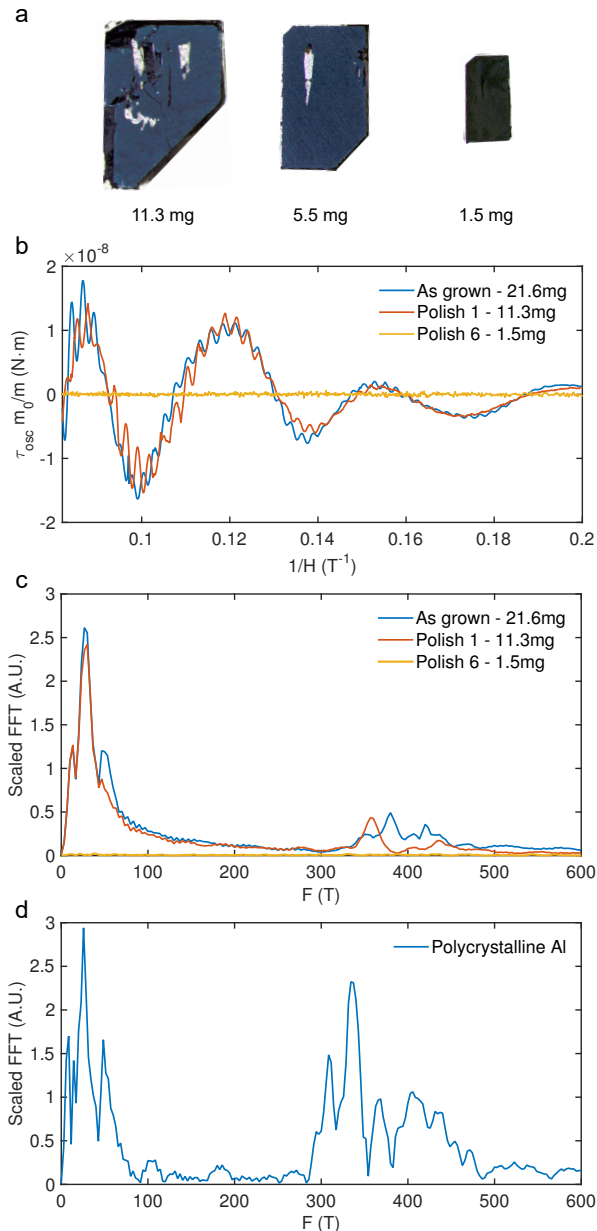 a
11.3 mg
5.5 mg
1.5 mg
b
×10⁻⁸
2
1
0
-1
-2
τosc m0/m (N·m)
As grown - 21.6mg
Polish 1 - 11.3mg
Polish 6 - 1.5mg
0.1 0.12 0.14 0.16 0.18 0.2
1/H (T⁻¹)
c
3
2.5
2
1.5
1
0.5
0
Scaled FFT (A.U.)
As grown - 21.6mg
Polish 1 - 11.3mg
Polish 6 - 1.5mg
0 100 200 300 400 500 600
F (T)
d
3
2.5
2
1.5
1
0.5
0
Scaled FFT (A.U.)
Polycrystalline Al
0 100 200 300 400 500 600
F (T)